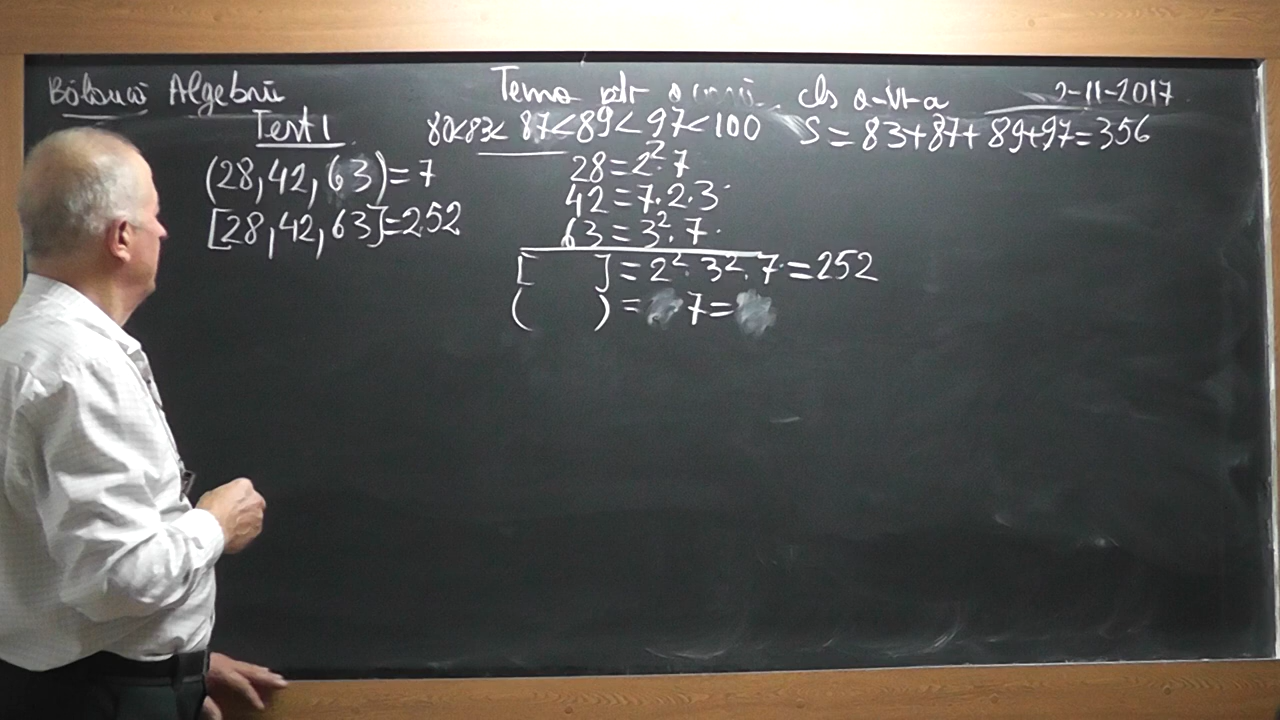 Algebră Tema cls a-VI-a 2-11-2017
Test 1 80<83<87<89<97<100 S=83+87+89+97=356
(28,42,63)=7 28=2²·7
[28,42,63]=252 42=7·2·3
63=3²·7
[ ]=2²·3²·7=252
( )=7=